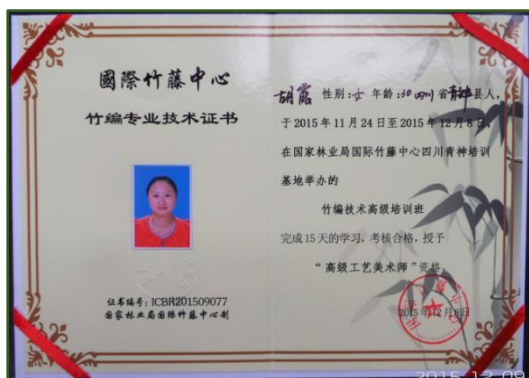 國際竹藤中心
竹编专业技术证书
证书编号:ICBR201509077
国家林业局国际竹藤中心制
胡霞 性别:女 年龄:30 四川省青神县人,
于2015年11月24日至2015年12月8日,
在国家林业局国际竹藤中心四川青神培训
基地举办的
竹编技术高级培训班
完成15天的学习,考核合格,授予
“高级工艺美术师”资格。
2015年12月8日
2015.12.09